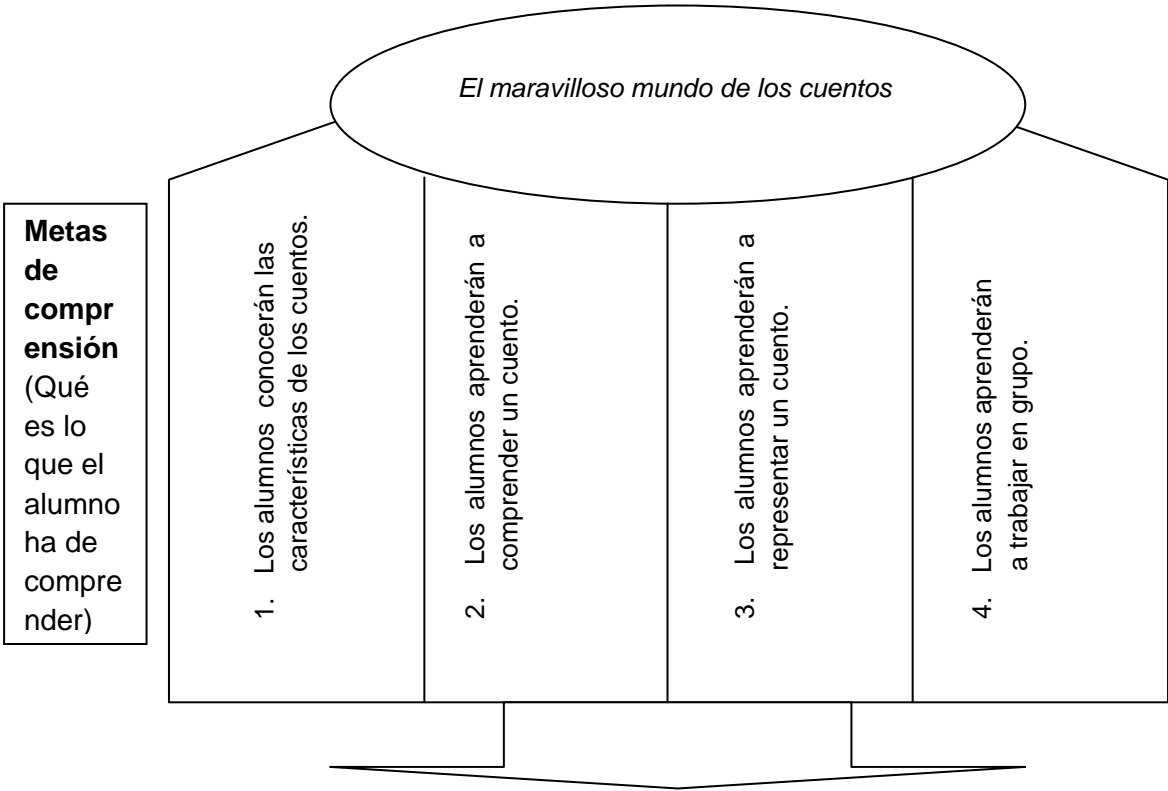 El maravilloso mundo de los cuentos
Metas
de
compr
ensión
(Qué
es lo
que el
alumno
ha de
compre
nder)
1. Los alumnos conocerán las
características de los cuentos.
2. Los alumnos aprenderán a
comprender un cuento.
3. Los alumnos aprenderán a
representar un cuento.
4. Los alumnos aprenderán
a trabajar en grupo.